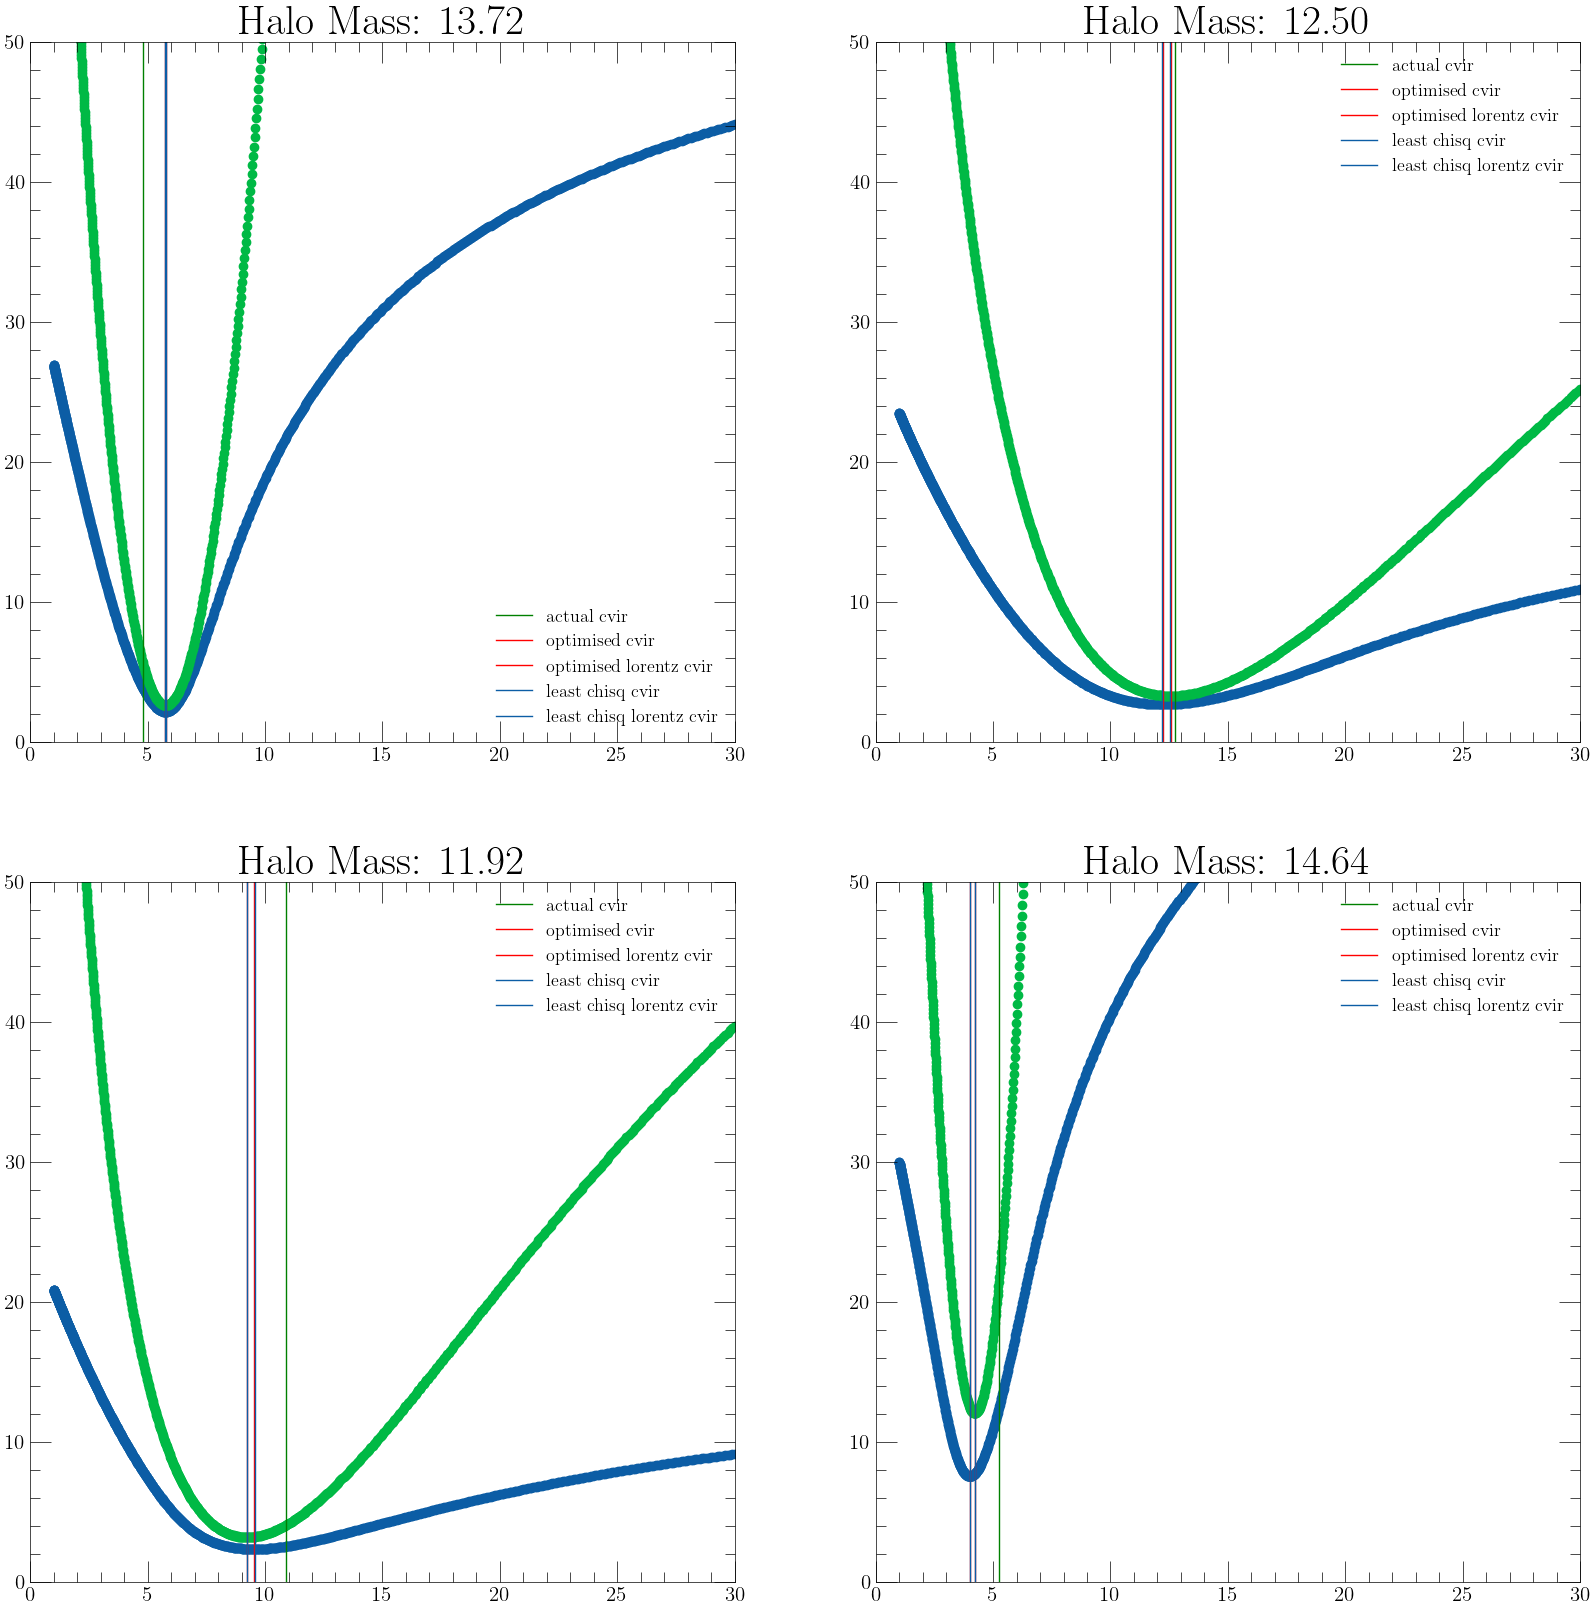 Halo Mass: 13.72
50
40
30
20
10
0
0 5 10 15 20 25 30
actual cvir
optimised cvir
optimised lorentz cvir
least chisq cvir
least chisq lorentz cvir
Halo Mass: 12.50
50
40
30
20
10
0
0 5 10 15 20 25 30
actual cvir
optimised cvir
optimised lorentz cvir
least chisq cvir
least chisq lorentz cvir
Halo Mass: 11.92
50
40
30
20
10
0
0 5 10 15 20 25 30
actual cvir
optimised cvir
optimised lorentz cvir
least chisq cvir
least chisq lorentz cvir
Halo Mass: 14.64
50
40
30
20
10
0
0 5 10 15 20 25 30
actual cvir
optimised cvir
optimised lorentz cvir
least chisq cvir
least chisq lorentz cvir